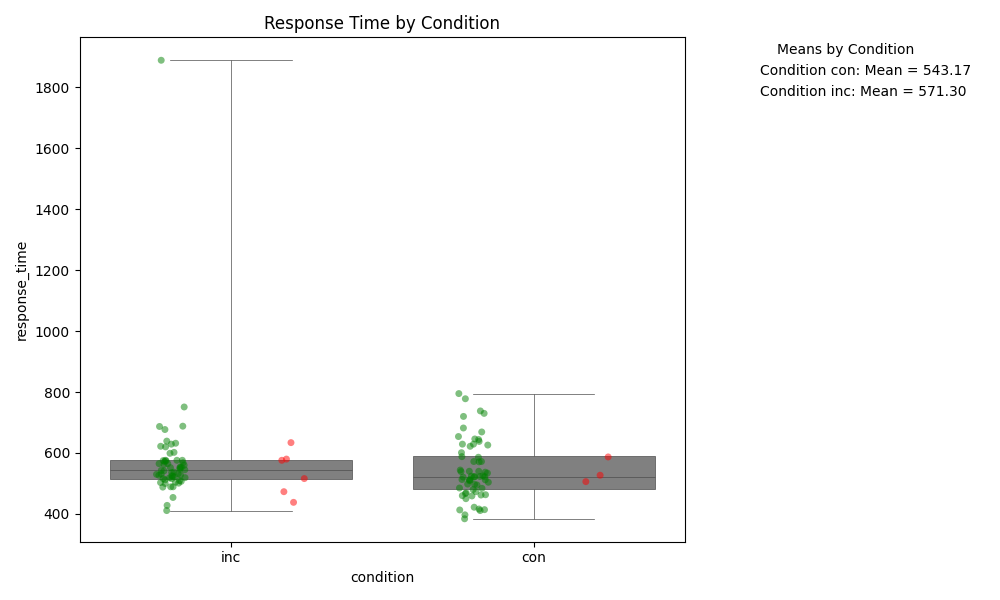 Response Time by Condition
Means by Condition
Condition con: Mean = 543.17
Condition inc: Mean = 571.30
response_time
1800
1600
1400
1200
1000
800
600
400
inc
con
condition